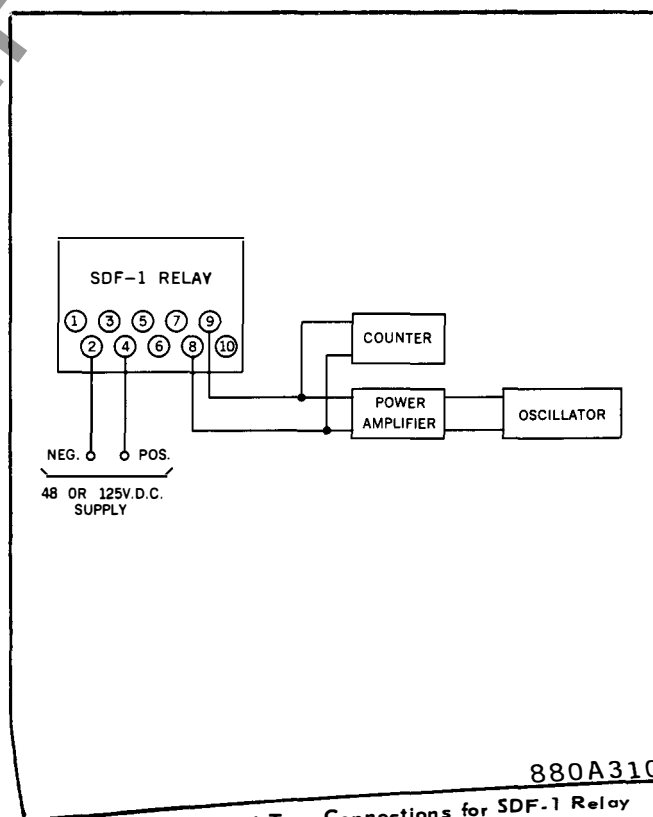 SDF-1 RELAY
1 3 5 7 9
2 4 6 8 10
COUNTER
POWER
AMPLIFIER
OSCILLATOR
NEG. POS.
48 OR 125V.D.C.
SUPPLY
880A310
Connections for SDF-1 Relay